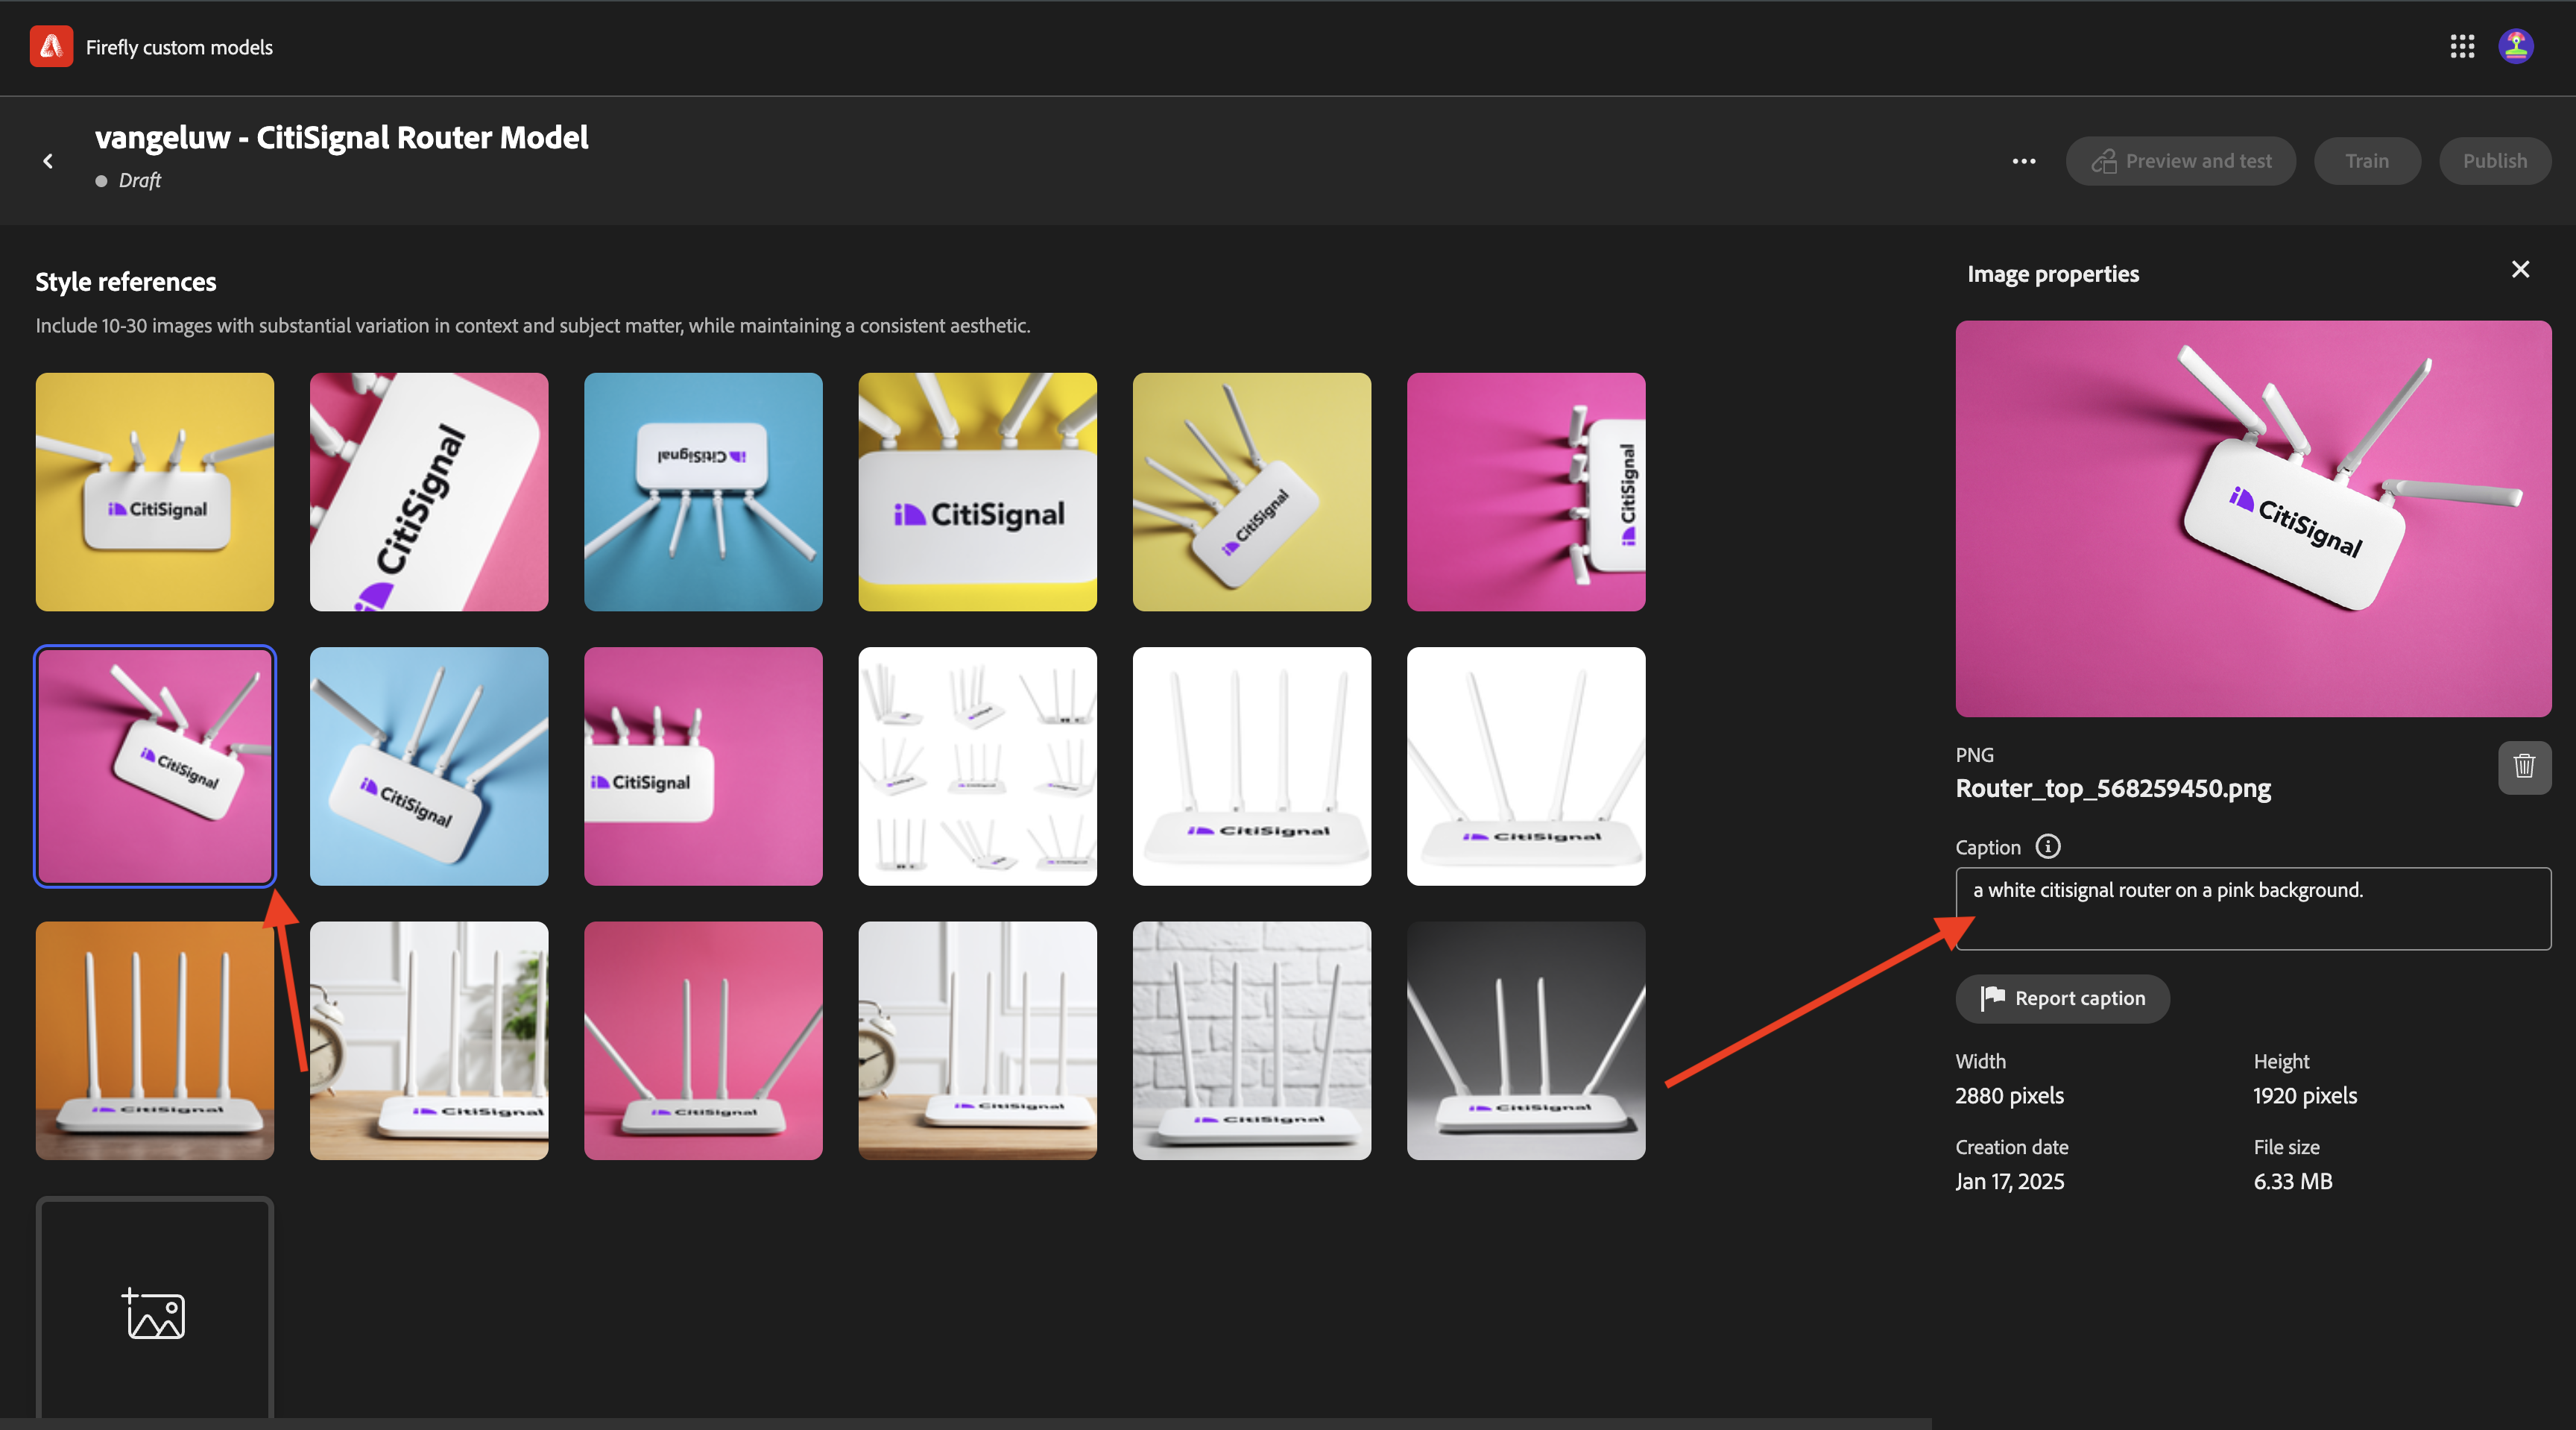 Firefly custom models
vangeluw - CitiSignal Router Model
Draft
Preview and test
Train
Publish
Style references
Include 10-30 images with substantial variation in context and subject matter, while maintaining a consistent aesthetic.
Image properties
CitiSignal
CitiSignal
CitiSignal
CitiSignal
CitiSignal
CitiSignal
CitiSignal
CitiSignal
CitiSignal
CitiSignal
CitiSignal
CitiSignal
PNG
Router_top_568259450.png
Caption
a white citisignal router on a pink background.
CitiSignal
CitiSignal
CitiSignal
CitiSignal
CitiSignal
CitiSignal
Report caption
Width
Height
2880 pixels
1920 pixels
Creation date
File size
Jan 17, 2025
6.33 MB